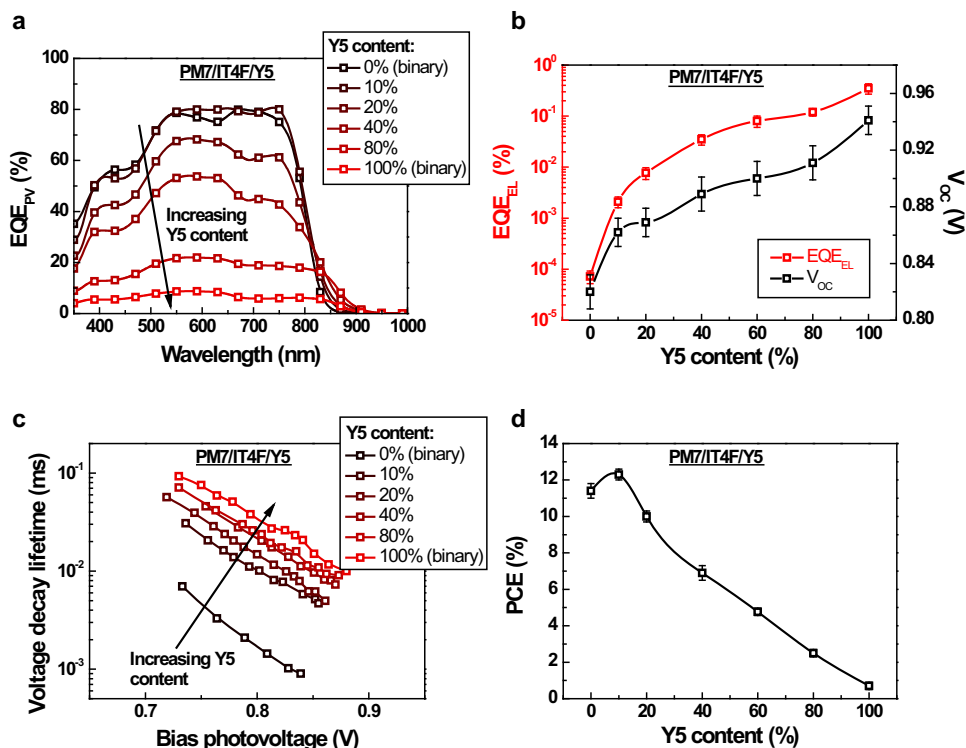 a
PM7/IT4F/Y5
EQE_PV (%)
100
80
60
40
20
0
400
500
600
700
800
900
1000
Wavelength (nm)
Increasing
Y5 content
Y5 content:
0% (binary)
10%
20%
40%
80%
100% (binary)
b
PM7/IT4F/Y5
EQE_EL (%)
10^0
10^-1
10^-2
10^-3
10^-4
10^-5
0.96
0.92
0.88
0.84
0.80
V_OC (V)
EQE_EL
V_OC
0
20
40
60
80
100
Y5 content (%)
c
PM7/IT4F/Y5
Voltage decay lifetime (ms)
10^-1
10^-2
10^-3
Increasing Y5
content
0.7
0.8
0.9
Bias photovoltage (V)
Y5 content:
0% (binary)
10%
20%
40%
80%
100% (binary)
d
PM7/IT4F/Y5
PCE (%)
14
12
10
8
6
4
2
0
0
20
40
60
80
100
Y5 content (%)